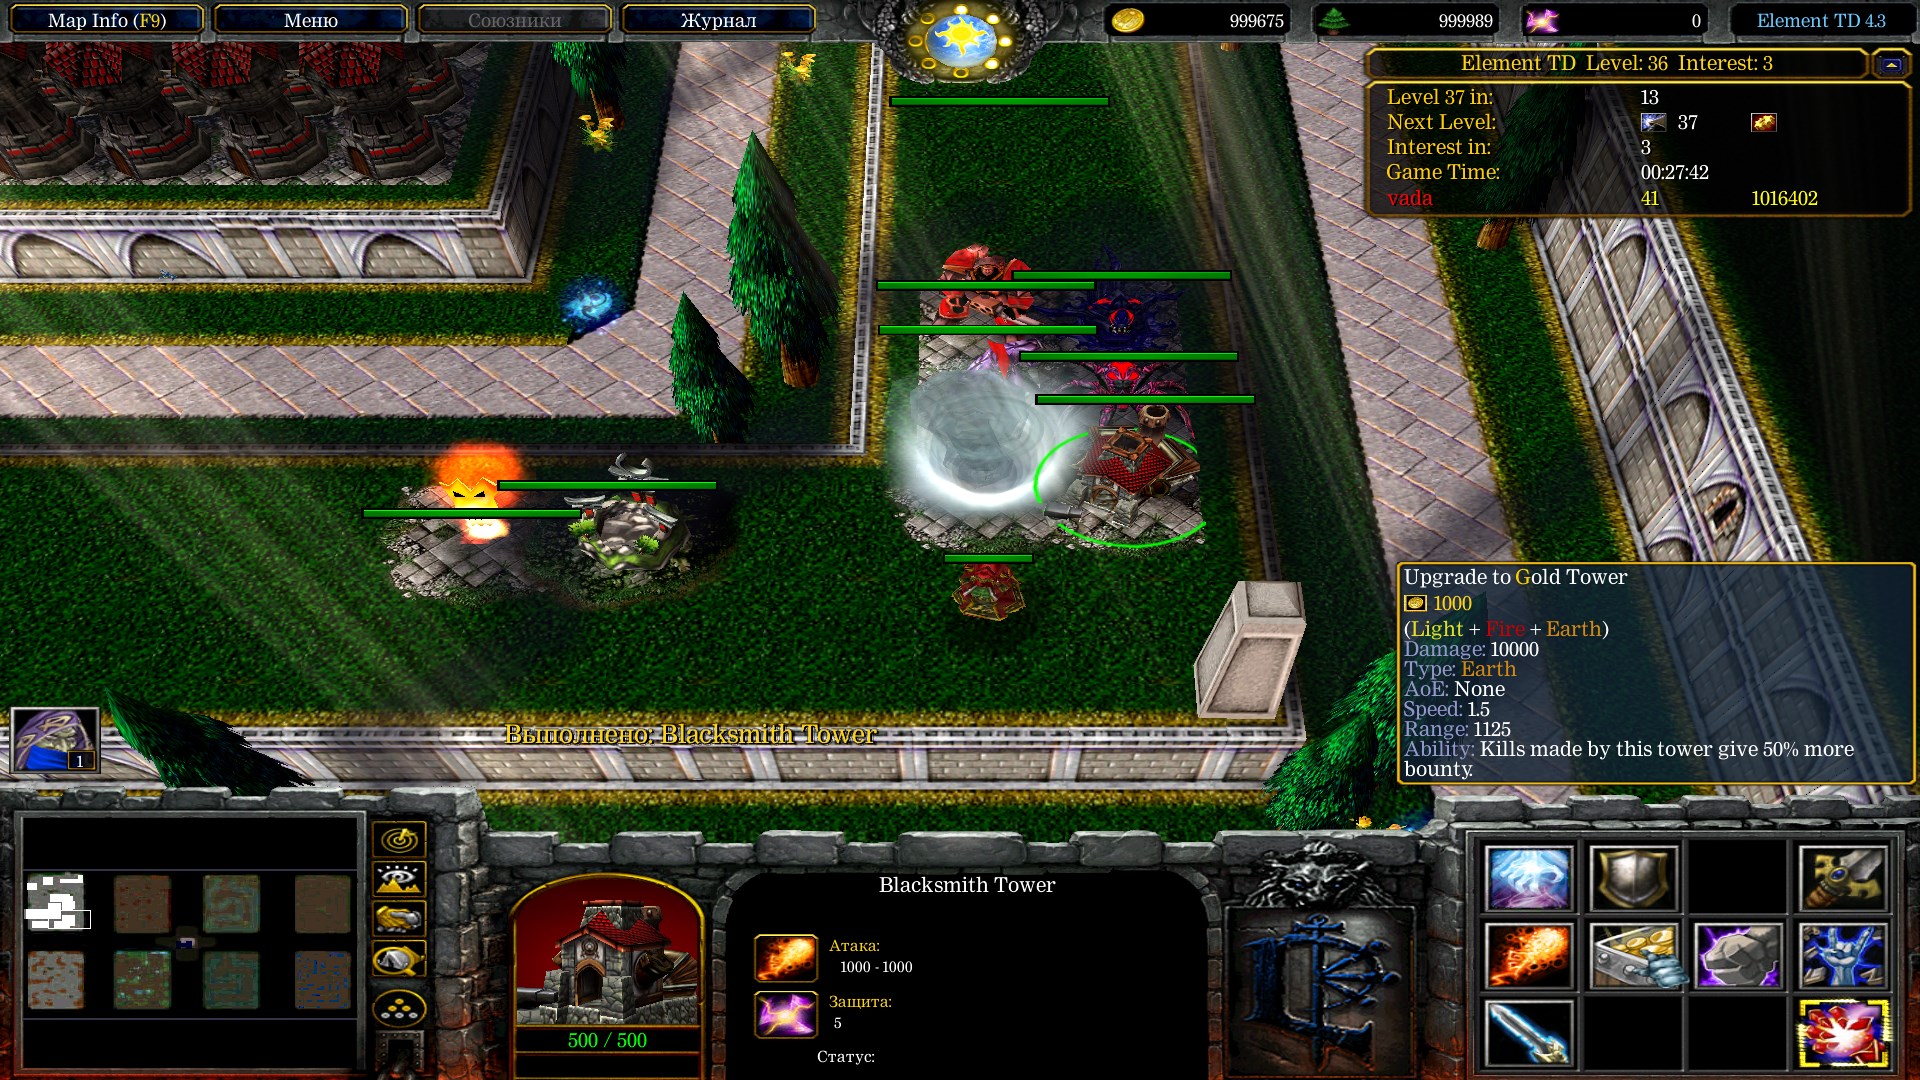 Map Info (F9)
Меню
Союзники
Журнал
999675
999989
0
Element TD 4.3
Element TD Level: 36 Interest: 3
Level 37 in: 13
Next Level: 37
Interest in: 3
Game Time: 00:27:42
vada 41 1016402
Upgrade to Gold Tower
1000
(Light + Fire + Earth)
Damage: 10000
Type: Earth
AoE: None
Speed: 1.5
Range: 1125
Ability: Kills made by this tower give 50% more
bounty.
Выполнено: Blacksmith Tower
1
Blacksmith Tower
Атака:
1000 - 1000
Защита:
5
Статус:
500 / 500